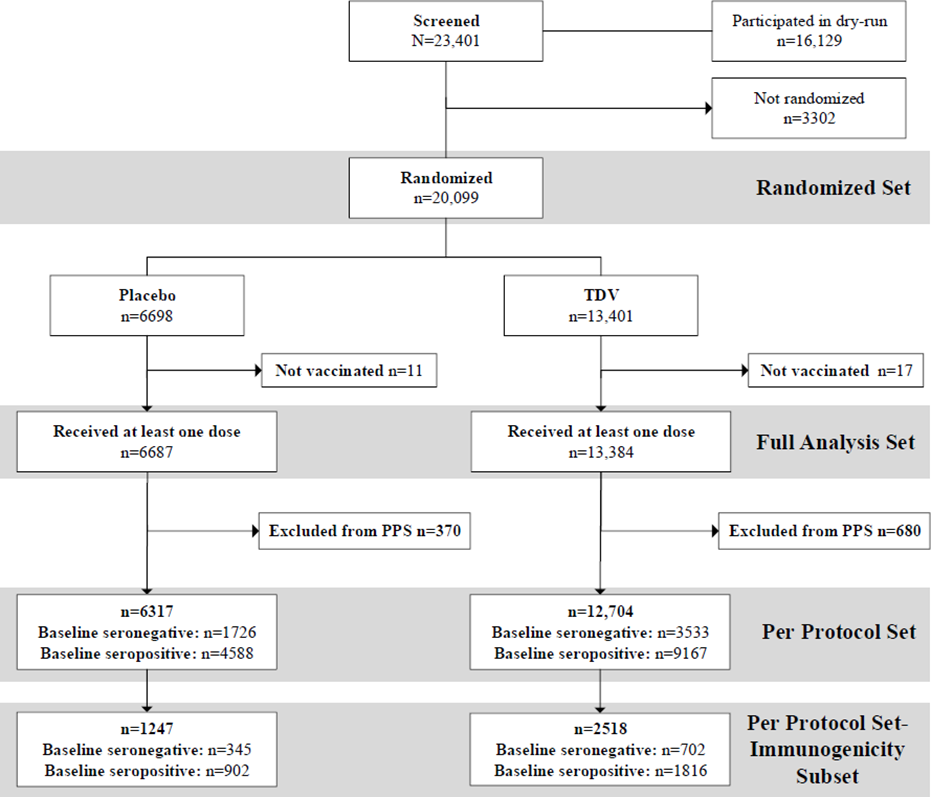 Screened
N=23,401
Participated in dry-run
n=16,129
Not randomized
n=3302
Randomized
n=20,099
Randomized Set
Placebo
n=6698
TDV
n=13,401
Not vaccinated n=11
Not vaccinated n=17
Received at least one dose
n=6687
Received at least one dose
n=13,384
Full Analysis Set
Excluded from PPS n=370
Excluded from PPS n=680
n=6317
Baseline seronegative: n=1726
Baseline seropositive: n=4588
n=12,704
Baseline seronegative: n=3533
Baseline seropositive: n=9167
Per Protocol Set
n=1247
Baseline seronegative: n=345
Baseline seropositive: n=902
n=2518
Baseline seronegative: n=702
Baseline seropositive: n=1816
Per Protocol Set-
Immunogenicity
Subset